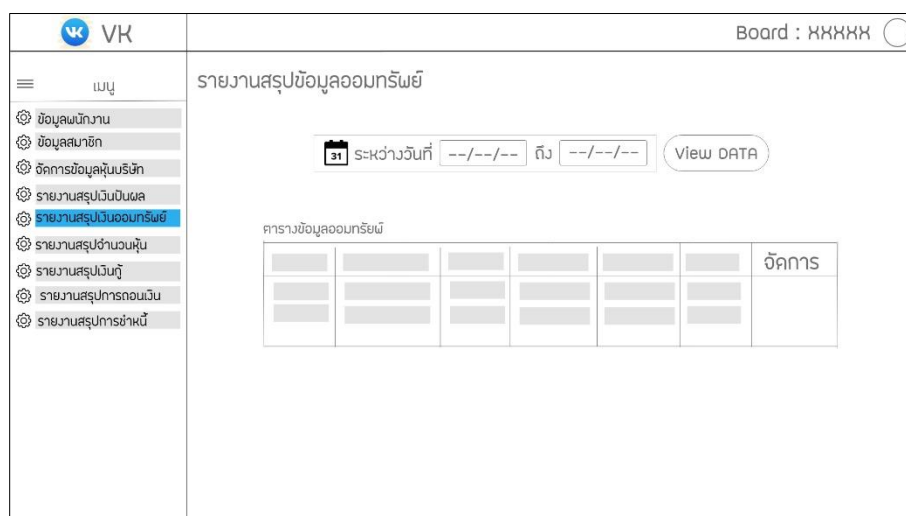 VK VK
Board : XXXXX
เมนู
รายงานสรุปข้อมูลออมทรัพย์
ข้อมูลพนักงาน
ข้อมูลสมาชิก
จัดการข้อมูลหุ้นบริษัท
รายงานสรุปเงินปันผล
รายงานสรุปเงินออมทรัพย์
รายงานสรุปจำนวนหุ้น
รายงานสรุปเงินกู้
รายงานสรุปการถอนเงิน
รายงานสรุปการชำหนี้
31 ระหว่างวันที่ --/--/-- ถึง --/--/-- View DATA
ตารางข้อมูลออมทรัยพ์
จัดการ